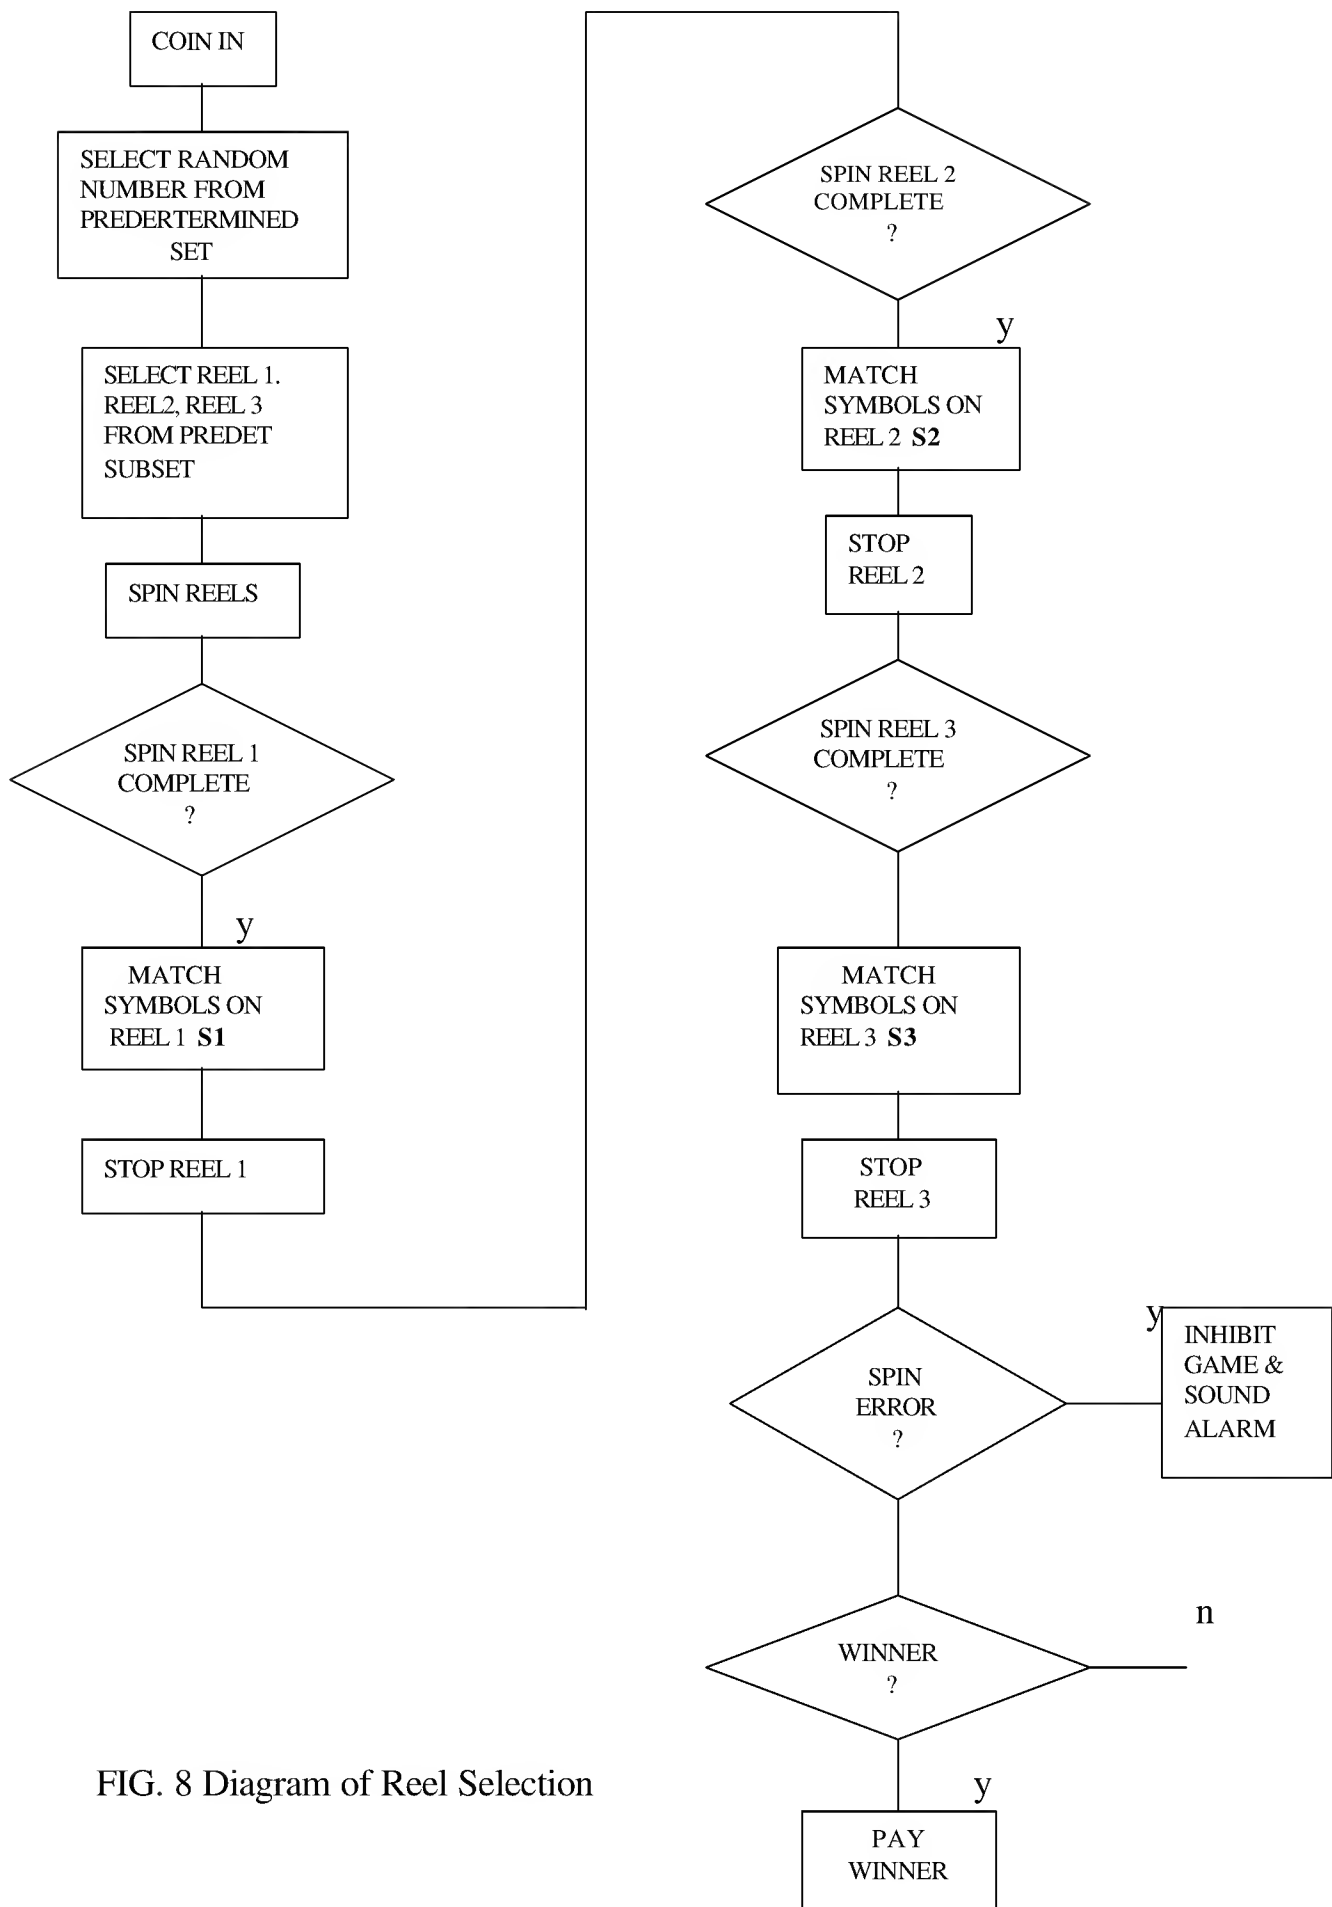 COIN IN
SELECT RANDOM
NUMBER FROM
PREDERTERMINED
SET
SELECT REEL 1.
REEL2, REEL 3
FROM PREDET
SUBSET
SPIN REELS
SPIN REEL 1
COMPLETE
?
y
MATCH
SYMBOLS ON
REEL 1 S1
STOP REEL 1
SPIN REEL 2
COMPLETE
?
y
MATCH
SYMBOLS ON
REEL 2 S2
STOP
REEL 2
SPIN REEL 3
COMPLETE
?
MATCH
SYMBOLS ON
REEL 3 S3
STOP
REEL 3
SPIN
ERROR
?
y
INHIBIT
GAME &
SOUND
ALARM
WINNER
?
n
y
PAY
WINNER
FIG. 8 Diagram of Reel Selection